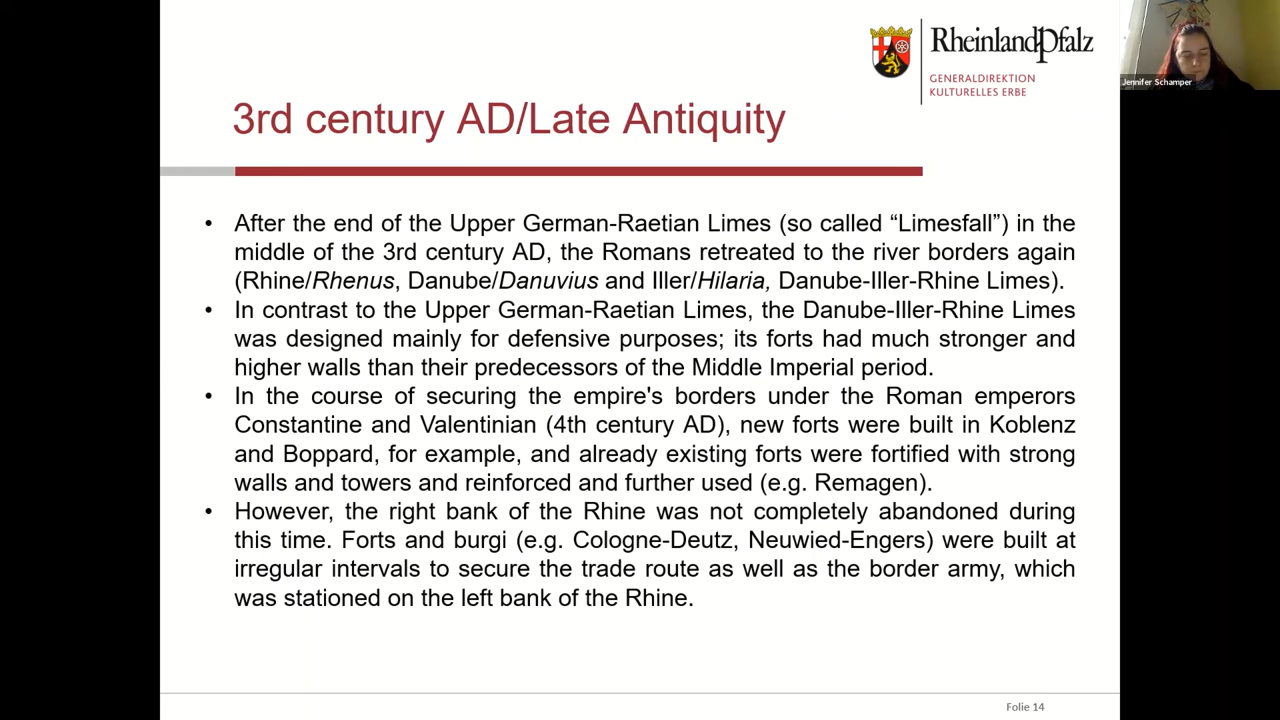 RheinlandPfalz
GENERALDIREKTION
KULTURELLES ERBE
Jennifer Schamper
3rd century AD/Late Antiquity
• After the end of the Upper German-Raetian Limes (so called “Limesfall”) in the
middle of the 3rd century AD, the Romans retreated to the river borders again
(Rhine/Rhenus, Danube/Danuvius and Iller/Hilaria, Danube-Iller-Rhine Limes).
• In contrast to the Upper German-Raetian Limes, the Danube-Iller-Rhine Limes
was designed mainly for defensive purposes; its forts had much stronger and
higher walls than their predecessors of the Middle Imperial period.
• In the course of securing the empire's borders under the Roman emperors
Constantine and Valentinian (4th century AD), new forts were built in Koblenz
and Boppard, for example, and already existing forts were fortified with strong
walls and towers and reinforced and further used (e.g. Remagen).
• However, the right bank of the Rhine was not completely abandoned during
this time. Forts and burgi (e.g. Cologne-Deutz, Neuwied-Engers) were built at
irregular intervals to secure the trade route as well as the border army, which
was stationed on the left bank of the Rhine.
Folie 14